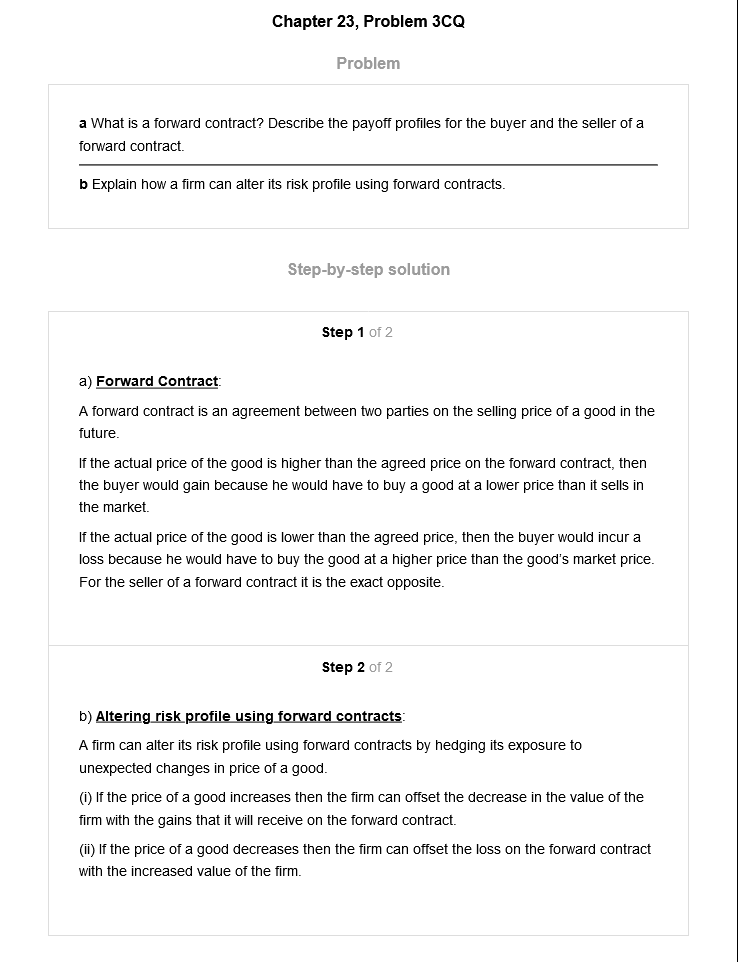 Chapter 23, Problem 3CQ
Problem
a What is a forward contract? Describe the payoff profiles for the buyer and the seller of a
forward contract.
b Explain how a firm can alter its risk profile using forward contracts.
Step-by-step solution
Step 1 of 2
a) Forward Contract:
A forward contract is an agreement between two parties on the selling price of a good in the
future.
If the actual price of the good is higher than the agreed price on the forward contract, then
the buyer would gain because he would have to buy a good at a lower price than it sells in
the market.
If the actual price of the good is lower than the agreed price, then the buyer would incur a
loss because he would have to buy the good at a higher price than the good's market price.
For the seller of a forward contract it is the exact opposite.
Step 2 of 2
b) Altering risk profile using forward contracts:
A firm can alter its risk profile using forward contracts by hedging its exposure to
unexpected changes in price of a good.
(i) If the price of a good increases then the firm can offset the decrease in the value of the
firm with the gains that it will receive on the forward contract.
(ii) If the price of a good decreases then the firm can offset the loss on the forward contract
with the increased value of the firm.